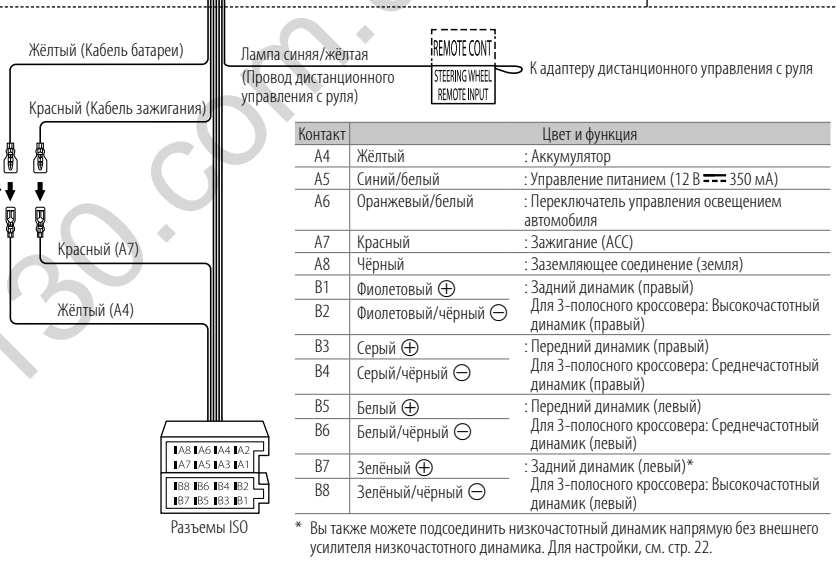 Жёлтый (Кабель батареи)
Красный (Кабель зажигания)
Красный (A7)
Жёлтый (A4)
Лампа синяя/жёлтая
(Провод дистанционного
управления с руля)
REMOTE CONT
STEERING WHEEL
REMOTE INPUT
К адаптеру дистанционного управления с руля
Контакт Цвет и функция
A4 Жёлтый : Аккумулятор
A5 Синий/белый : Управление питанием (12 В ⎓ 350 мА)
A6 Оранжевый/белый : Переключатель управления освещением
автомобиля
A7 Красный : Зажигание (ACC)
A8 Чёрный : Заземляющее соединение (земля)
B1 Фиолетовый ⊕ : Задний динамик (правый)
B2 Фиолетовый/чёрный ⊖ Для 3-полосного кроссовера: Высокочастотный
динамик (правый)
B3 Серый ⊕ : Передний динамик (правый)
B4 Серый/чёрный ⊖ Для 3-полосного кроссовера: Среднечастотный
динамик (правый)
B5 Белый ⊕ : Передний динамик (левый)
B6 Белый/чёрный ⊖ Для 3-полосного кроссовера: Среднечастотный
динамик (левый)
B7 Зелёный ⊕ : Задний динамик (левый)*
B8 Зелёный/чёрный ⊖ Для 3-полосного кроссовера: Высокочастотный
динамик (левый)
* Вы также можете подсоединить низкочастотный динамик напрямую без внешнего
усилителя низкочастотного динамика. Для настройки, см. стр. 22.
A8 A6 A4 A2
A7 A5 A3 A1
B8 B6 B4 B2
B7 B5 B3 B1
Разъемы ISO
130.com.